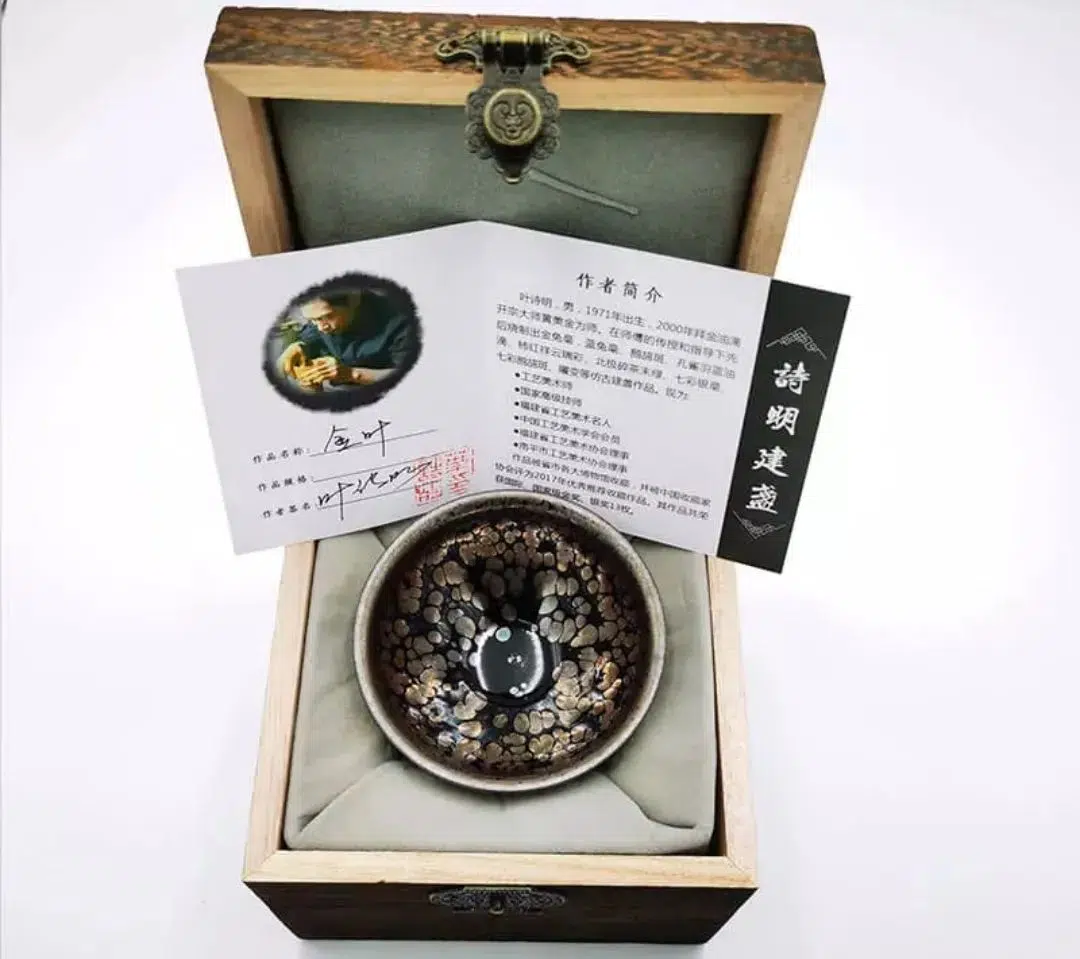 作品名称：金叶
作品规格：
作者签名
作者简介
叶诗明，男，1971年出生，2000年拜金油滴
开宗大师黄美金为师。在师傅的传授和指导下先
后烧制出金兔毫、蓝兔毫、鹧鸪斑、孔雀羽蓝油
滴、柿红祥云瑞彩、北极碎茶末绿、七彩银毫、
七彩鹧鸪斑、曜变等仿古建盏作品。现为：
●工艺美术师
●国家高级技师
●福建省工艺美术名人
●中国工艺美术学会会员
●福建省工艺美术协会理事
●南平市工艺美术协会理事
作品被省市各大博物馆收藏，并被中国收藏家
协会评为2017年优秀推荐收藏作品。其作品共荣
获国际、国家级金奖、银奖13枚。
詩明建盞